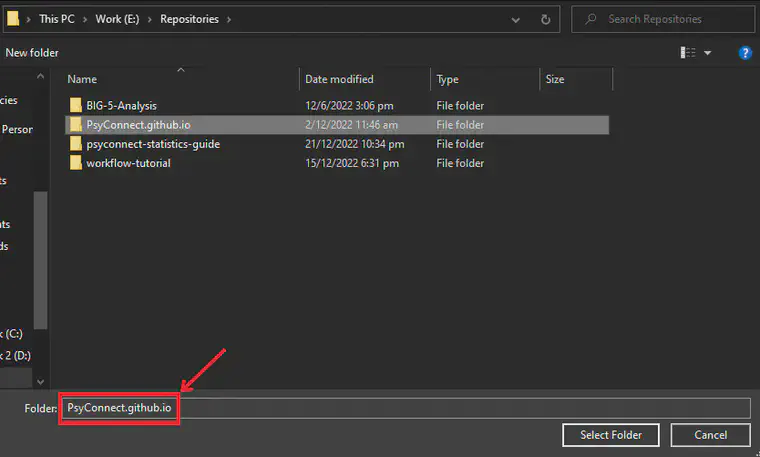 This PC > Work (E:) > Repositories >
Search Repositories
New folder
?
Name Date modified Type Size
BIG-5-Analysis 12/6/2022 3:06 pm File folder
PsyConnect.github.io 2/12/2022 11:46 am File folder
psyconnect-statistics-guide 21/12/2022 10:34 pm File folder
workflow-tutorial 15/12/2022 6:31 pm File folder
cies
Person
ts
ats
ds
k (C:)
k 2 (D:)
Folder: PsyConnect.github.io
Select Folder Cancel